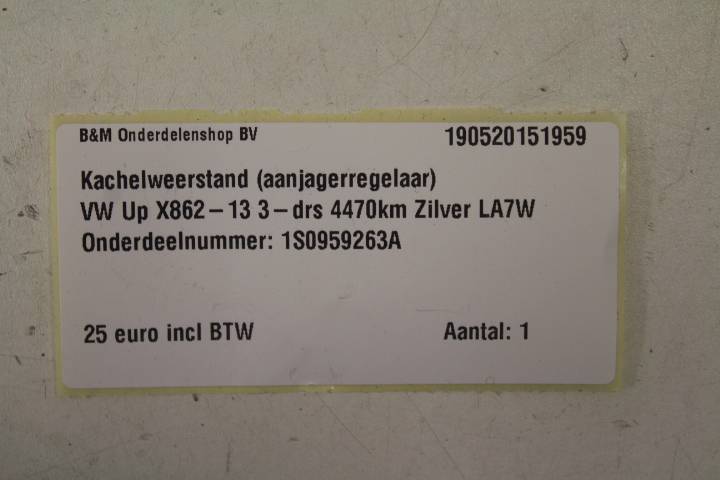 B&M Onderdelenshop BV 190520151959
Kachelweerstand (aanjagerregelaar)
VW Up X862-13 3-drs 4470km Zilver LA7W
Onderdeelnummer: 1S0959263A
25 euro incl BTW Aantal: 1